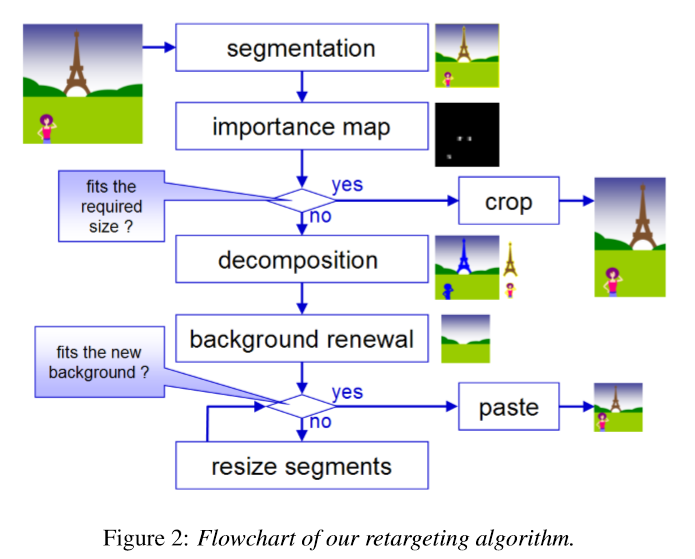 segmentation
importance map
fits the
required
size ?
yes
no
crop
decomposition
background renewal
fits the new
background ?
yes
no
paste
resize segments
Figure 2: Flowchart of our retargeting algorithm.